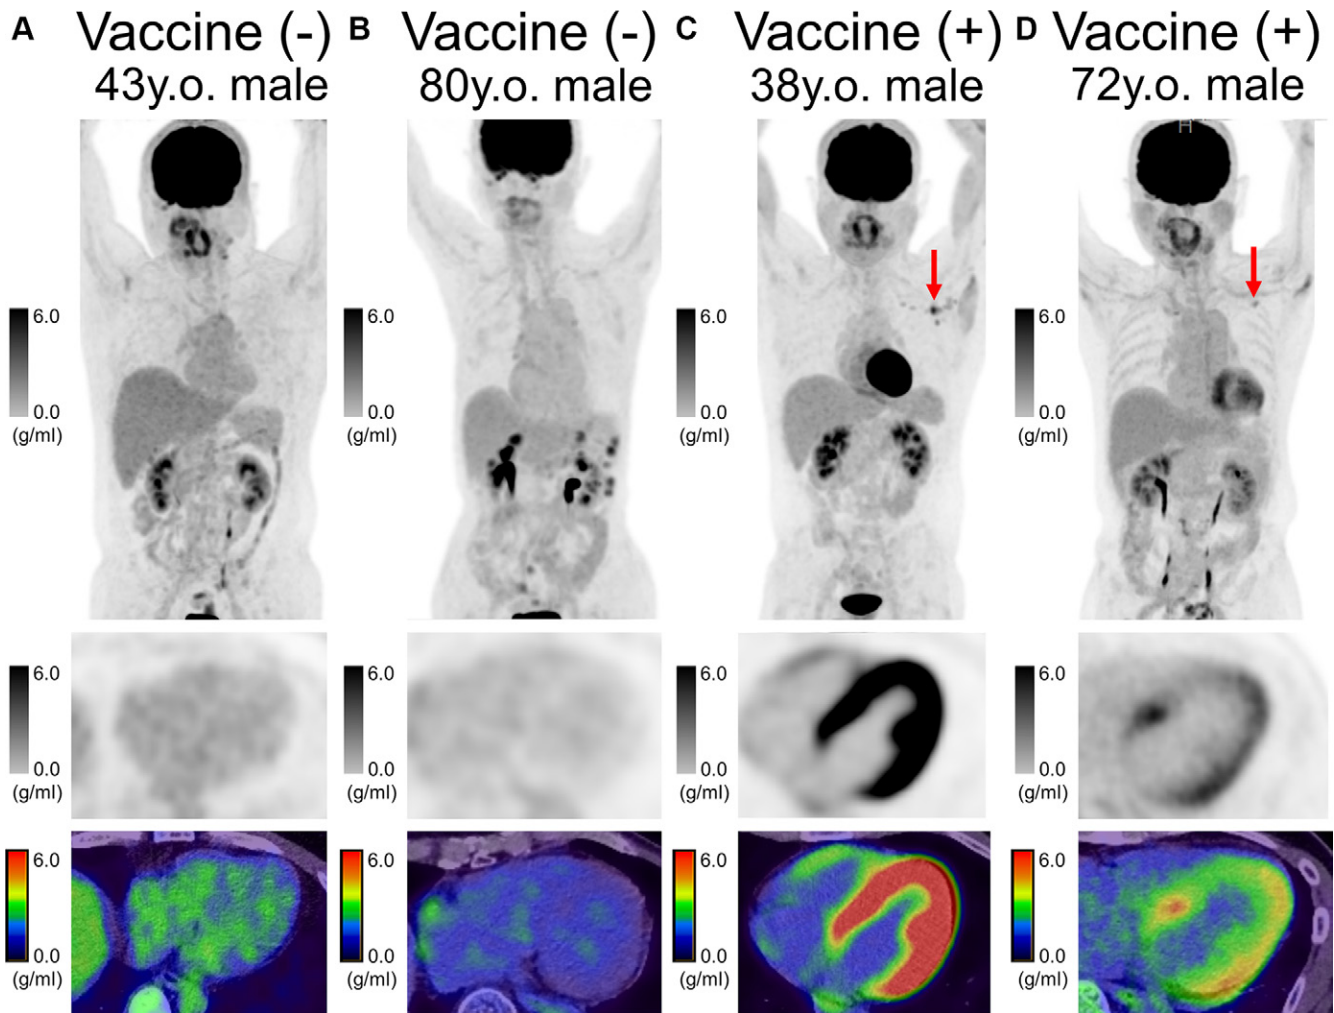 A Vaccine (-) B Vaccine (-) C Vaccine (+) D Vaccine (+)
43y.o. male 80y.o. male 38y.o. male 72y.o. male
H
6.0 6.0 6.0 6.0
0.0 0.0 0.0 0.0
(g/ml) (g/ml) (g/ml) (g/ml)
6.0 6.0 6.0 6.0
0.0 0.0 0.0 0.0
(g/ml) (g/ml) (g/ml) (g/ml)
6.0 6.0 6.0 6.0
0.0 0.0 0.0 0.0
(g/ml) (g/ml) (g/ml) (g/ml)